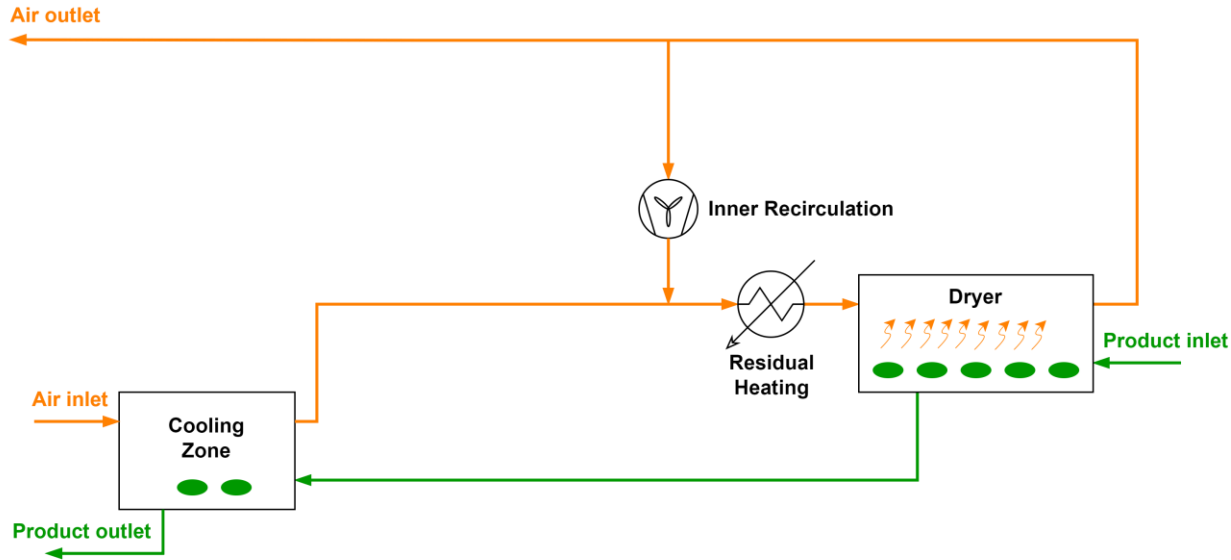 Air outlet
Inner Recirculation
Dryer
Product inlet
Residual
Heating
Air inlet
Cooling
Zone
Product outlet